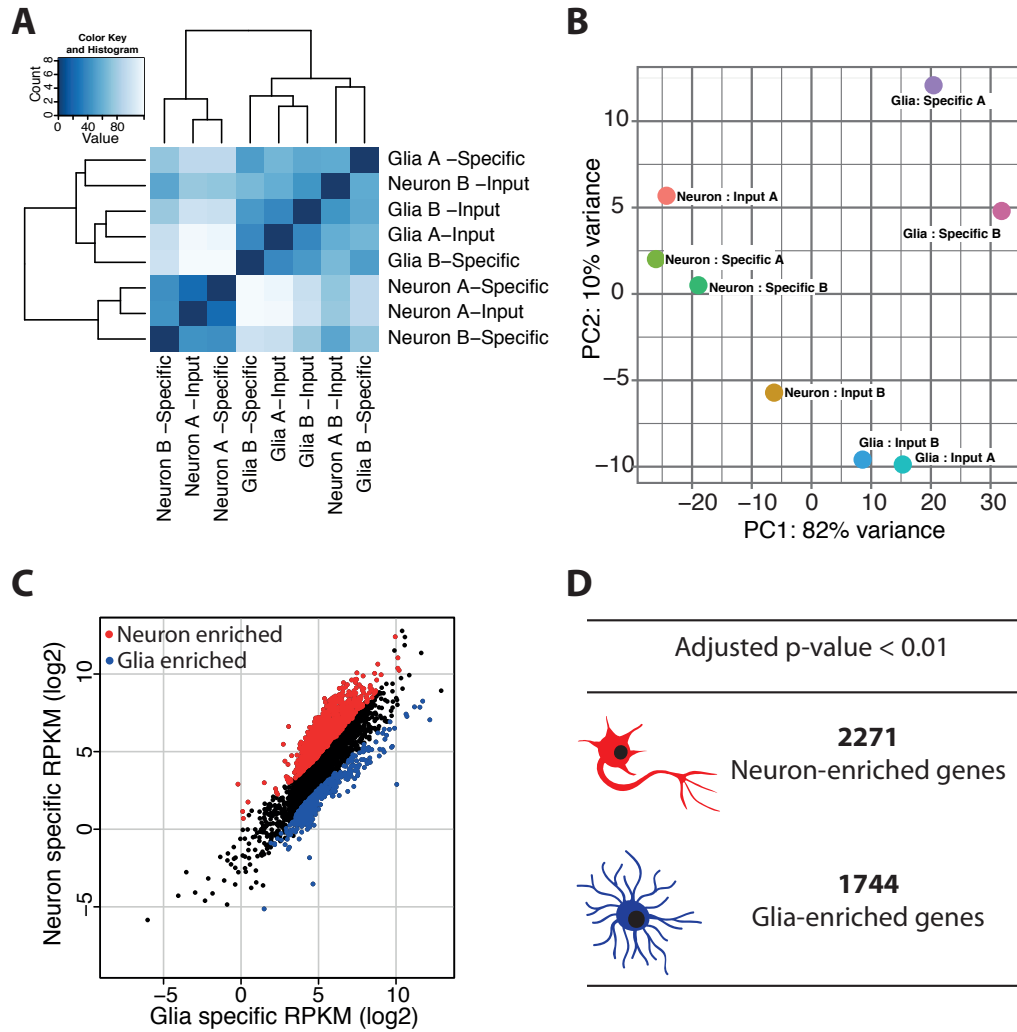 A
Color Key
and Histogram
Count
0 2 4 6 8
0 40 80
Value
Glia A –Specific
Neuron B –Input
Glia B –Input
Glia A–Input
Glia B–Specific
Neuron A–Specific
Neuron A–Input
Neuron B–Specific
Neuron B –Specific
Neuron A –Input
Neuron A –Specific
Glia B –Specific
Glia A –Input
Glia B –Input
Neuron A B –Input
Glia B –Specific
B
Glia: Specific A
Neuron : Input A
Glia : Specific B
Neuron : Specific A
Neuron : Specific B
Neuron : Input B
Glia : Input B
Glia : Input A
10
5
0
−5
−10
PC2: 10% variance
−20 −10 0 10 20 30
PC1: 82% variance
C
Neuron enriched
Glia enriched
10
5
0
−5
Neuron specific RPKM (log2)
−5 0 5 10
Glia specific RPKM (log2)
D
Adjusted p-value < 0.01
2271
Neuron-enriched genes
1744
Glia-enriched genes